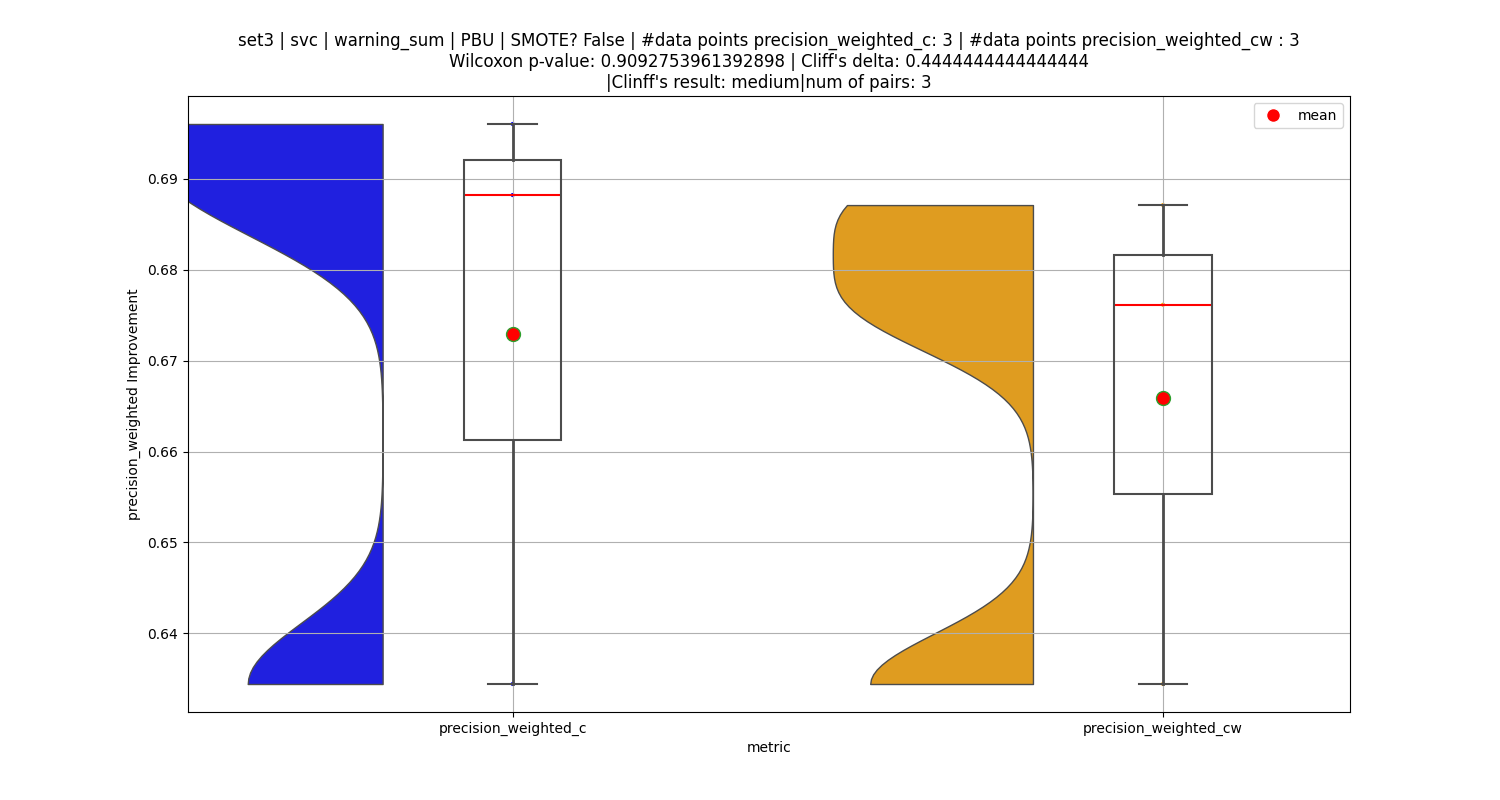 set3 | svc | warning_sum | PBU | SMOTE? False | #data points precision_weighted_c: 3 | #data points precision_weighted_cw : 3
Wilcoxon p-value: 0.9092753961392898 | Cliff's delta: 0.4444444444444444
|Clinff's result: medium|num of pairs: 3
mean
0.69
0.68
0.67
0.66
0.65
0.64
precision_weighted Improvement
precision_weighted_c
precision_weighted_cw
metric